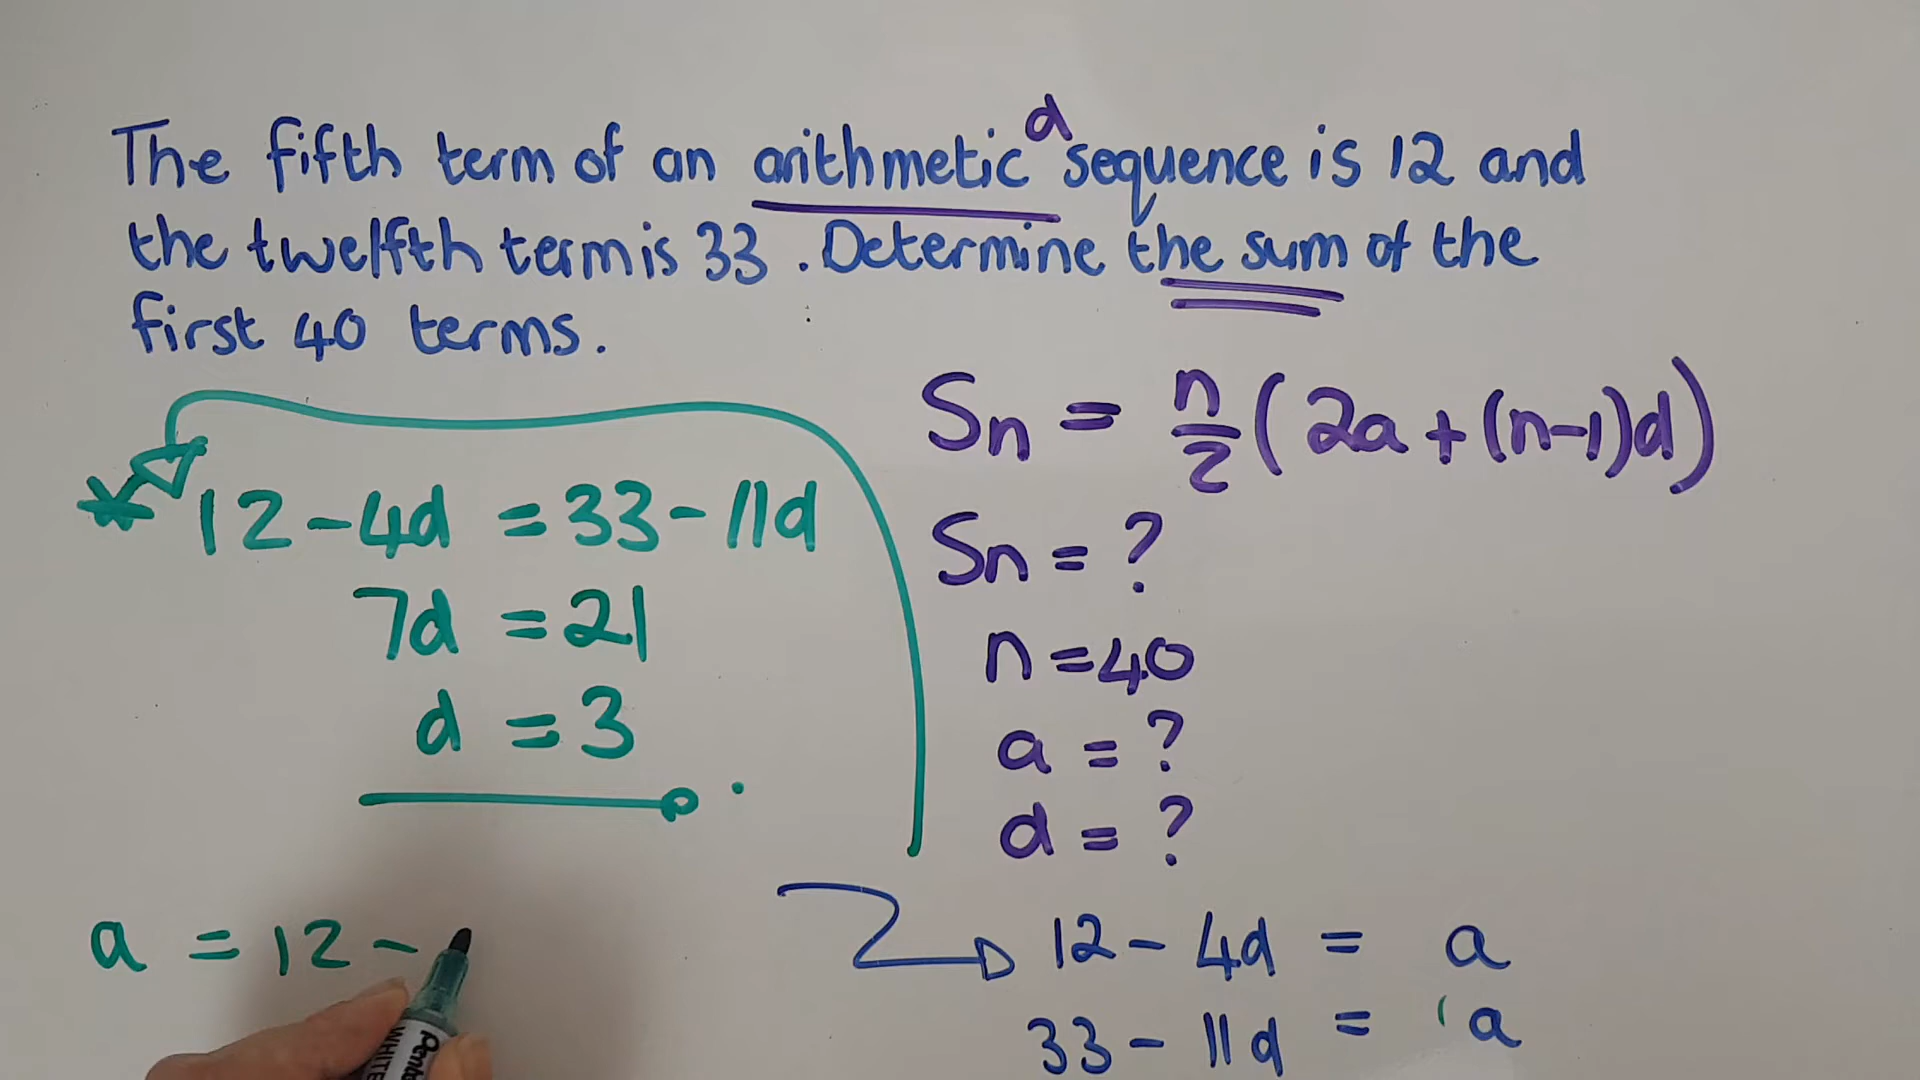 The fifth term of an arithmetic sequence is 12 and
d
the twelfth term is 33. Determine the sum of the
first 40 terms.
Sn = n/2 (2a + (n-1)d)
12 - 4d = 33 - 11d
7d = 21
d = 3
Sn = ?
n = 40
a = ?
d = ?
a = 12 -
12 - 4d = a
33 - 11d = a